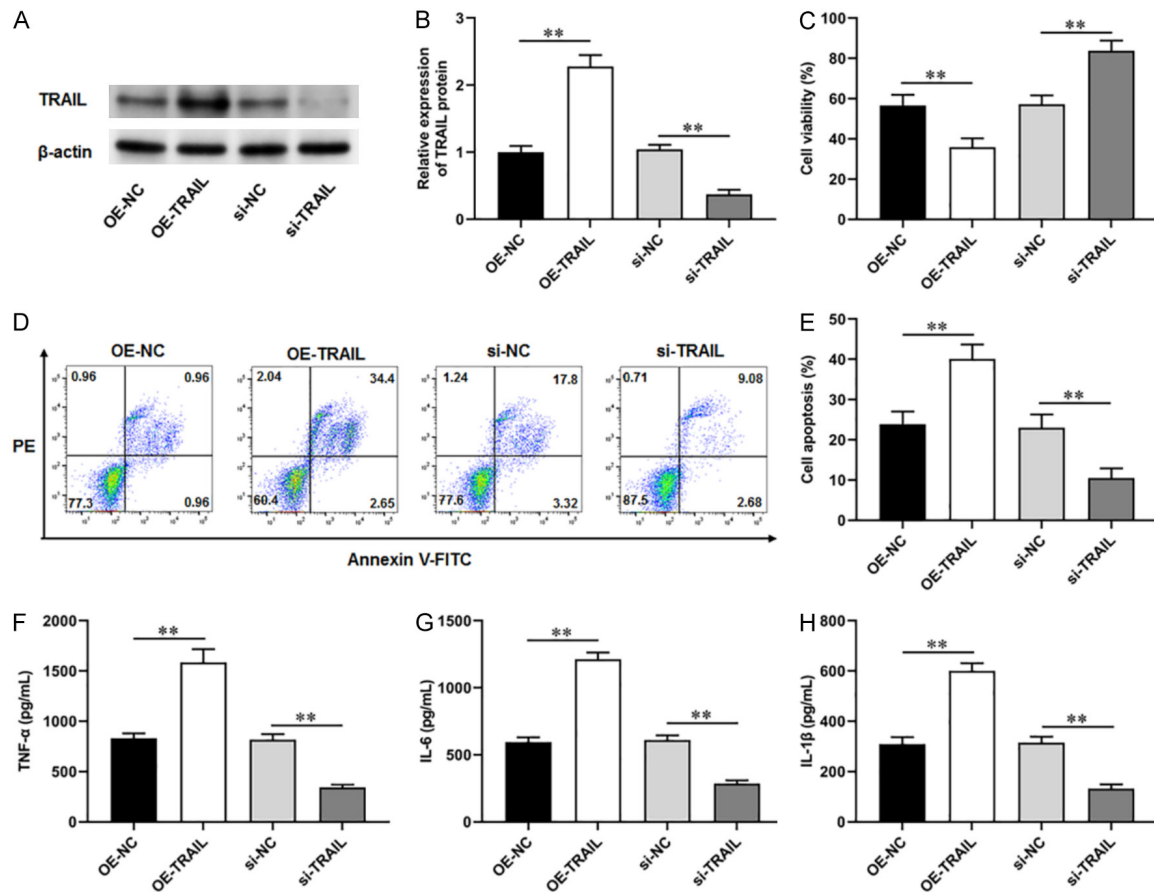 A
TRAIL
β-actin
OE-NC
OE-TRAIL
si-NC
si-TRAIL
B
Relative expression
of TRAIL protein
3
2
1
0
**
**
OE-NC
OE-TRAIL
si-NC
si-TRAIL
C
Cell viability (%)
100
80
60
40
20
0
**
**
OE-NC
OE-TRAIL
si-NC
si-TRAIL
D
PE
OE-NC
0.96
0.96
77.3
0.96
OE-TRAIL
2.04
34.4
60.4
2.65
si-NC
1.24
17.8
77.6
3.32
si-TRAIL
0.71
9.08
87.5
2.68
Annexin V-FITC
E
Cell apoptosis (%)
50
40
30
20
10
0
**
**
OE-NC
OE-TRAIL
si-NC
si-TRAIL
F
TNF-α (pg/mL)
2000
1500
1000
500
0
**
**
OE-NC
OE-TRAIL
si-NC
si-TRAIL
G
IL-6 (pg/mL)
1500
1000
500
0
**
**
OE-NC
OE-TRAIL
si-NC
si-TRAIL
H
IL-1β (pg/mL)
800
600
400
200
0
**
**
OE-NC
OE-TRAIL
si-NC
si-TRAIL